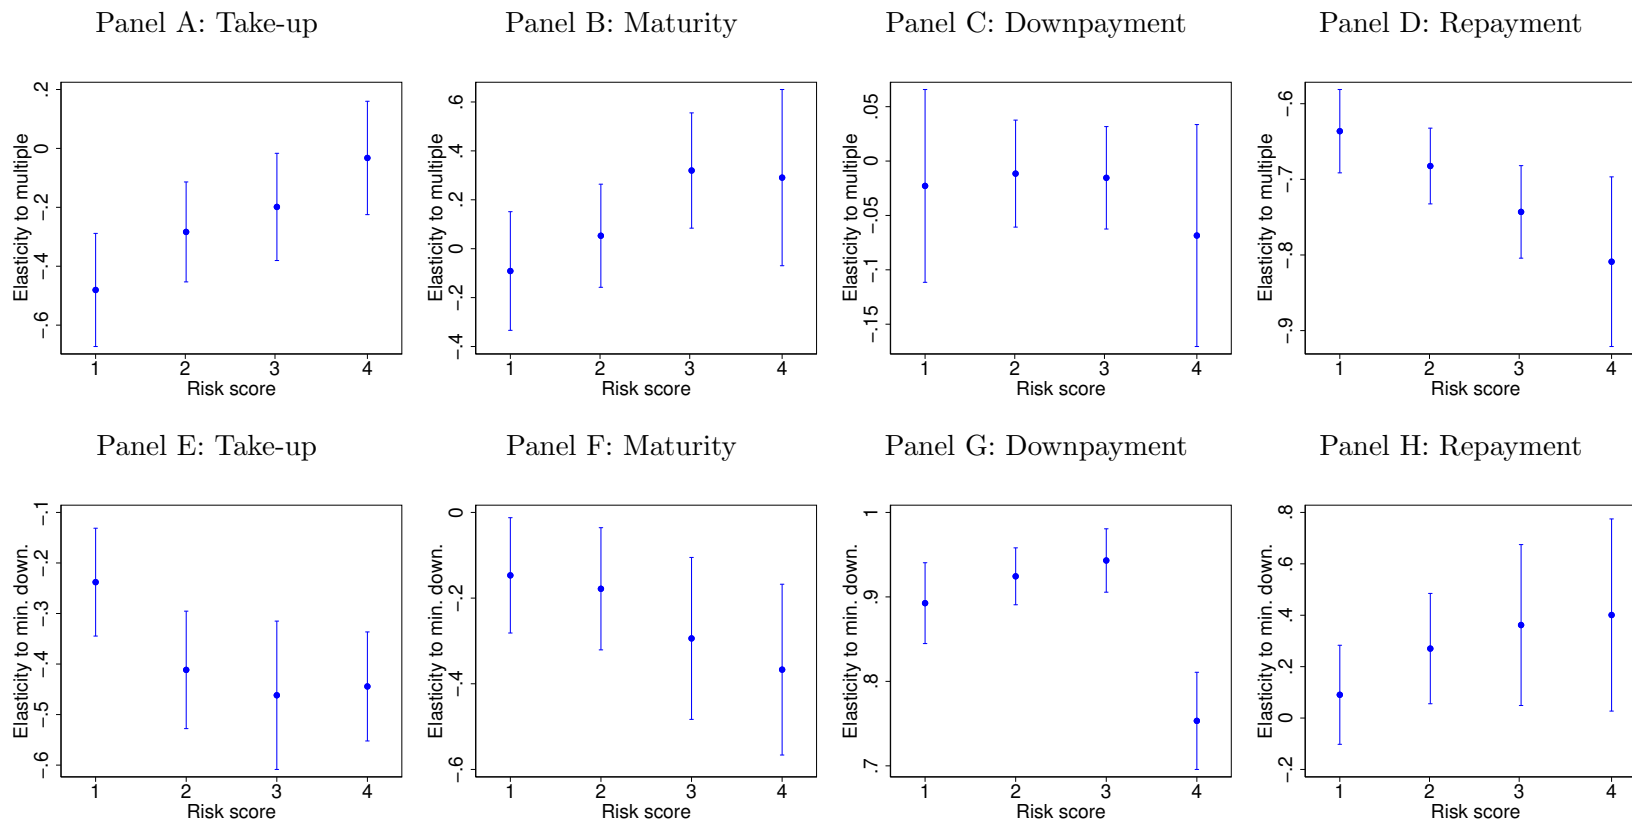 Panel A: Take-up
Elasticity to multiple
.2
0
−.2
−.4
−.6
1 2 3 4
Risk score
Panel B: Maturity
Elasticity to multiple
.6
.4
.2
0
−.2
−.4
1 2 3 4
Risk score
Panel C: Downpayment
Elasticity to multiple
.05
0
−.05
−.1
−.15
1 2 3 4
Risk score
Panel D: Repayment
Elasticity to multiple
−.6
−.7
−.8
−.9
1 2 3 4
Risk score
Panel E: Take-up
Elasticity to min. down.
−.1
−.2
−.3
−.4
−.5
−.6
1 2 3 4
Risk score
Panel F: Maturity
Elasticity to min. down.
0
−.2
−.4
−.6
1 2 3 4
Risk score
Panel G: Downpayment
Elasticity to min. down.
1
.9
.8
.7
1 2 3 4
Risk score
Panel H: Repayment
Elasticity to min. down.
.8
.6
.4
.2
0
−.2
1 2 3 4
Risk score